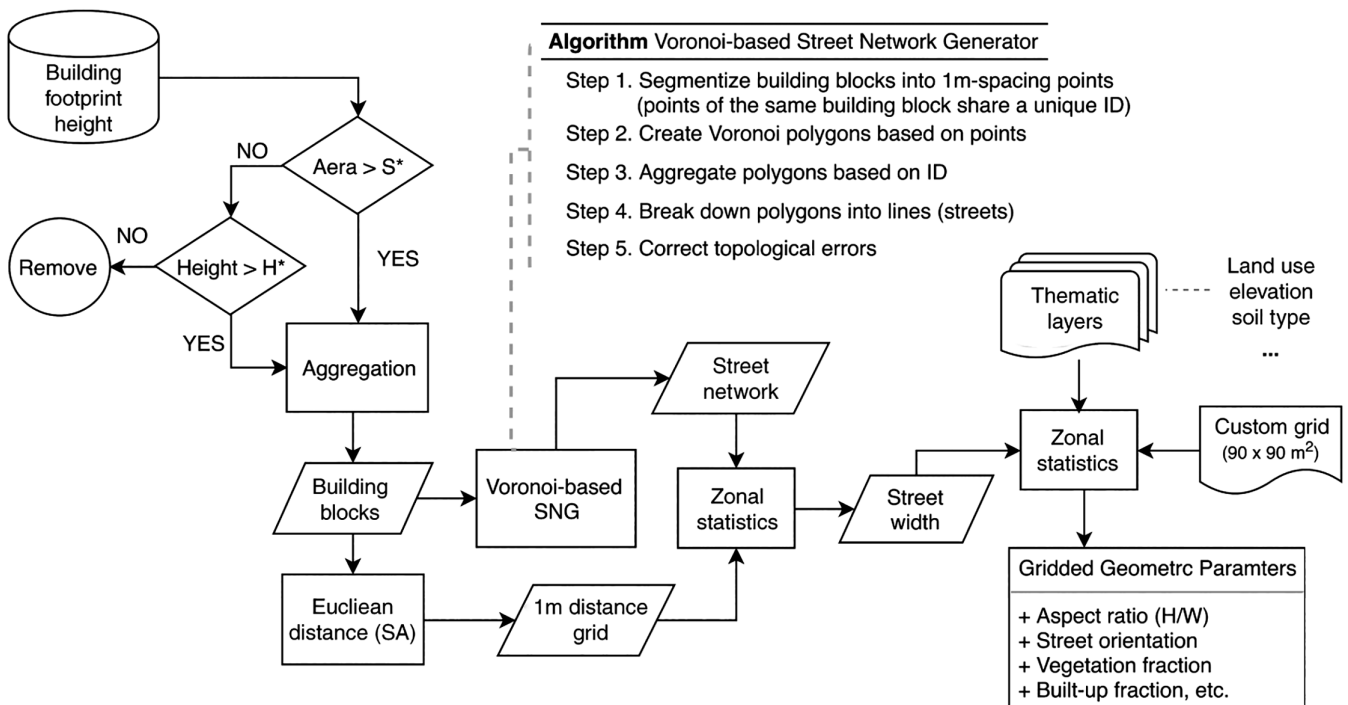 Building
footprint
height
Algorithm Voronoi-based Street Network Generator
Step 1. Segmentize building blocks into 1m-spacing points
(points of the same building block share a unique ID)
Step 2. Create Voronoi polygons based on points
Step 3. Aggregate polygons based on ID
Step 4. Break down polygons into lines (streets)
Step 5. Correct topological errors
NO
Aera > S*
NO
Remove
Height > H*
YES
YES
Aggregation
Building
blocks
Voronoi-based
SNG
Street
network
Zonal
statistics
Eucliean
distance (SA)
1m distance
grid
Street
width
Thematic
layers
Land use
elevation
soil type
...
Zonal
statistics
Custom grid
(90 x 90 m²)
Gridded Geometrc Paramters
+ Aspect ratio (H/W)
+ Street orientation
+ Vegetation fraction
+ Built-up fraction, etc.